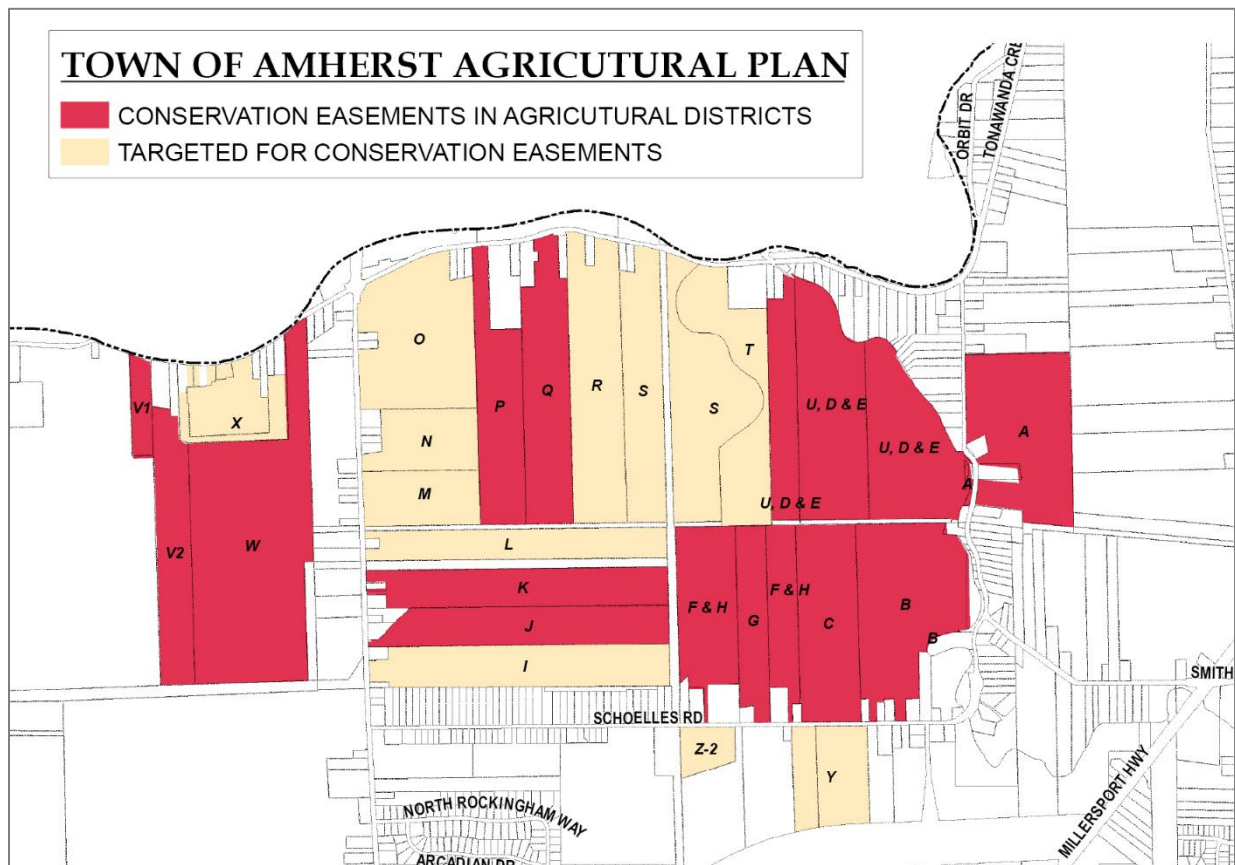 TOWN OF AMHERST AGRICUTURAL PLAN
CONSERVATION EASEMENTS IN AGRICUTURAL DISTRICTS
TARGETED FOR CONSERVATION EASEMENTS
ORBIT DR
TONAWANDA CRE
O
P
Q
R
S
T
S
U, D & E
U, D & E
U, D & E
A
A
V1
X
N
M
V2
W
L
K
J
I
F & H
G
F & H
C
B
B
SMITH
SCHOELLES RD
Z-2
Y
MILLERSPORT HWY
NORTH ROCKINGHAM WAY
ARCADIAN DR